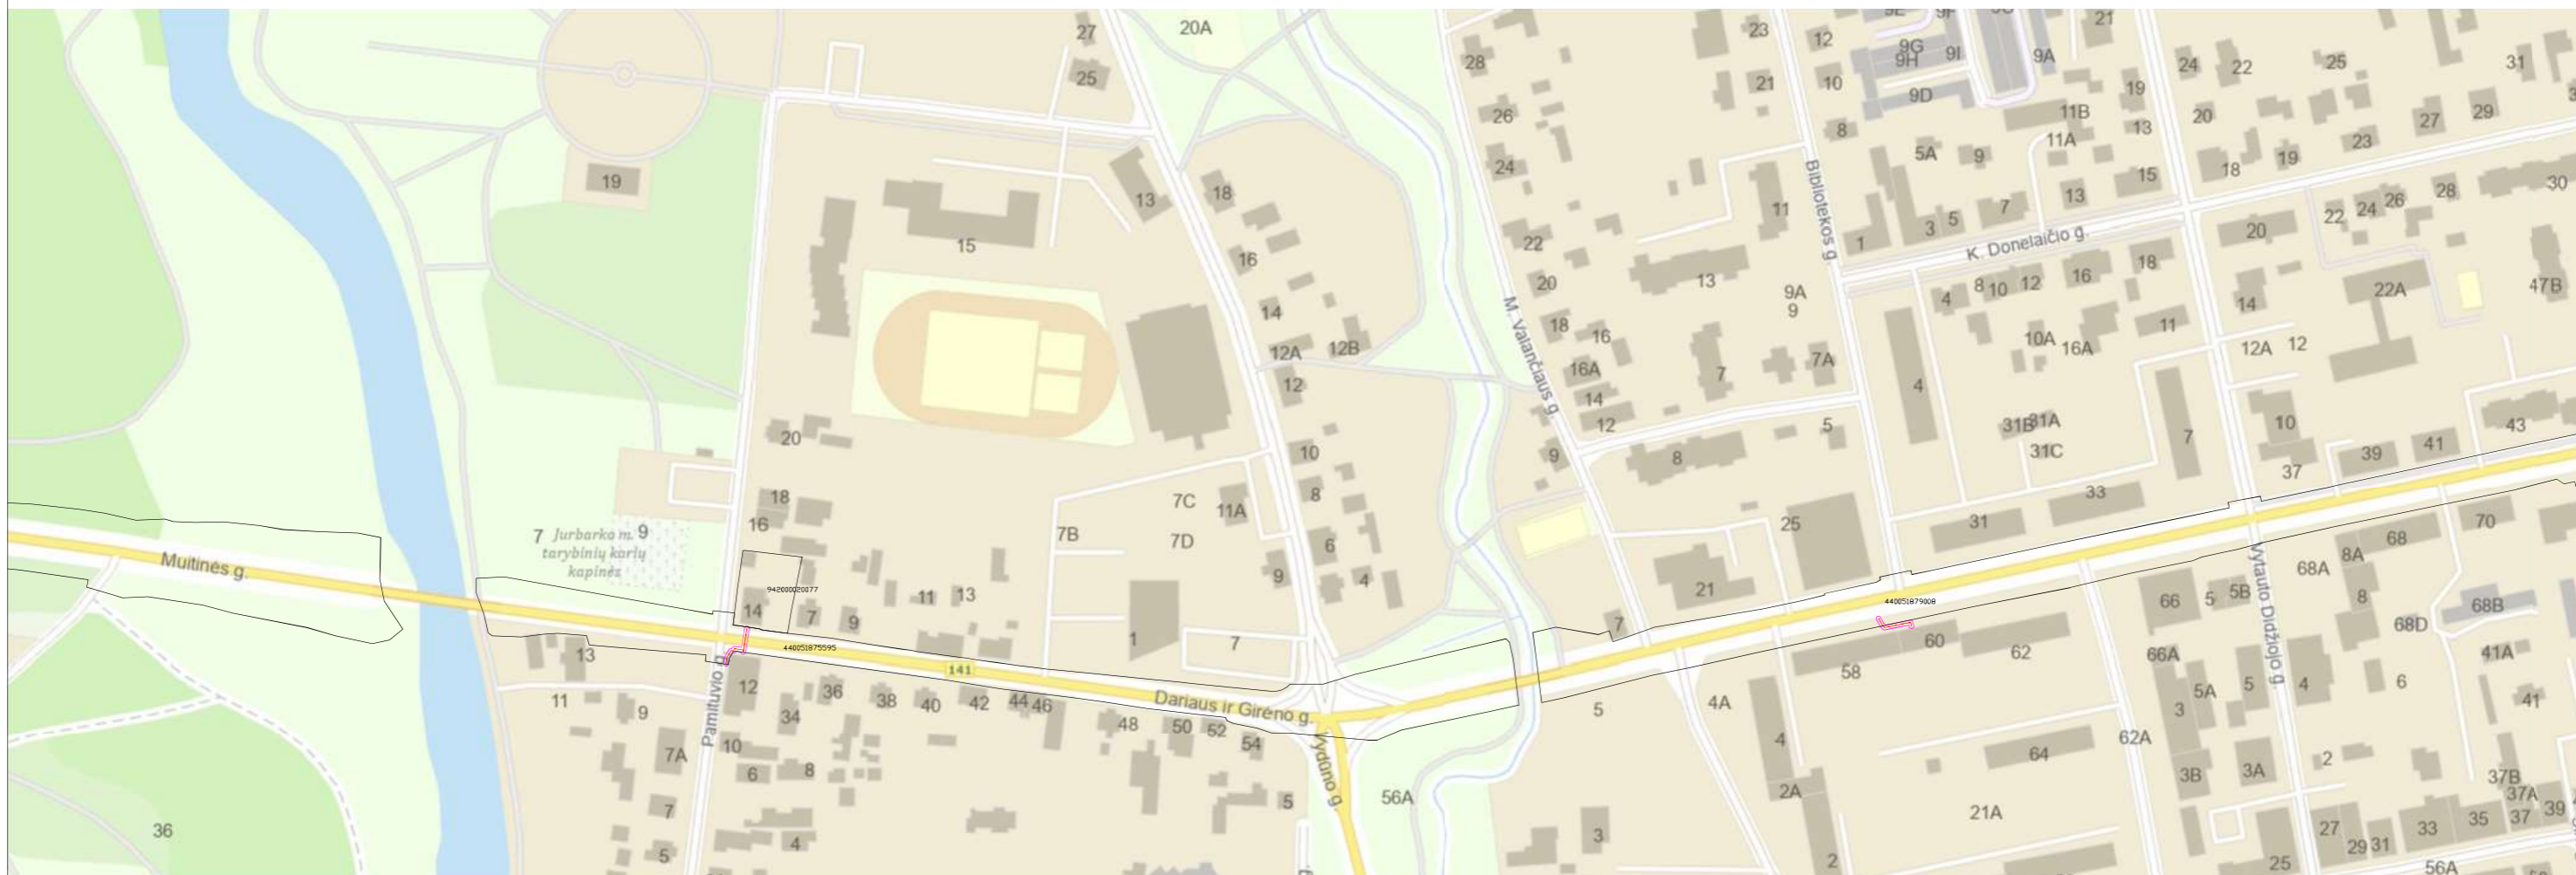 20A
27
25
28
23
12
9G
9H
9I
9A
21
24
22
25
31
21
10
9D
19
26
8
11B
13
20
27
29
11A
23
24
5A
9
18
19
19
13
18
15
13
15
30
28
11
7
5
3
1
22
24
26
Bibliotekos g.
K. Donelaičio g.
20
15
16
22
20
13
9A
9
18
16
12
10
8
4
14
22A
47B
14
M. Valančiaus g.
18
16
11
12A
12B
10A
16A
12A
12
7A
16A
7
4
12
14
12
20
5
31B
31A
31C
10
43
7
39
41
37
10
9
8
18
8
33
16
7C
11A
25
31
7B
7D
70
68
7 Jurbarko m. 9
tarybinių karių
kapinės
Muitinės g.
6
8A
68A
942000020077
4
9
21
440051879008
66
5
5B
8
68B
14
7
9
11
13
7
68D
Vytauto Didžiojo g.
1
7
60
62
440051875595
13
141
58
66A
41A
12
36
38
40
42
44
46
Dariaus ir Girėno g.
4A
5
5A
5
4
6
41
11
9
34
48
50
52
54
3
Pamituvio g.
10
7A
6
8
Vydūno g.
4
64
62A
2
3B
3A
37B
37A
56A
2A
5
7
36
4
5
3
21A
27
29
31
33
35
37
39
2
25
56A